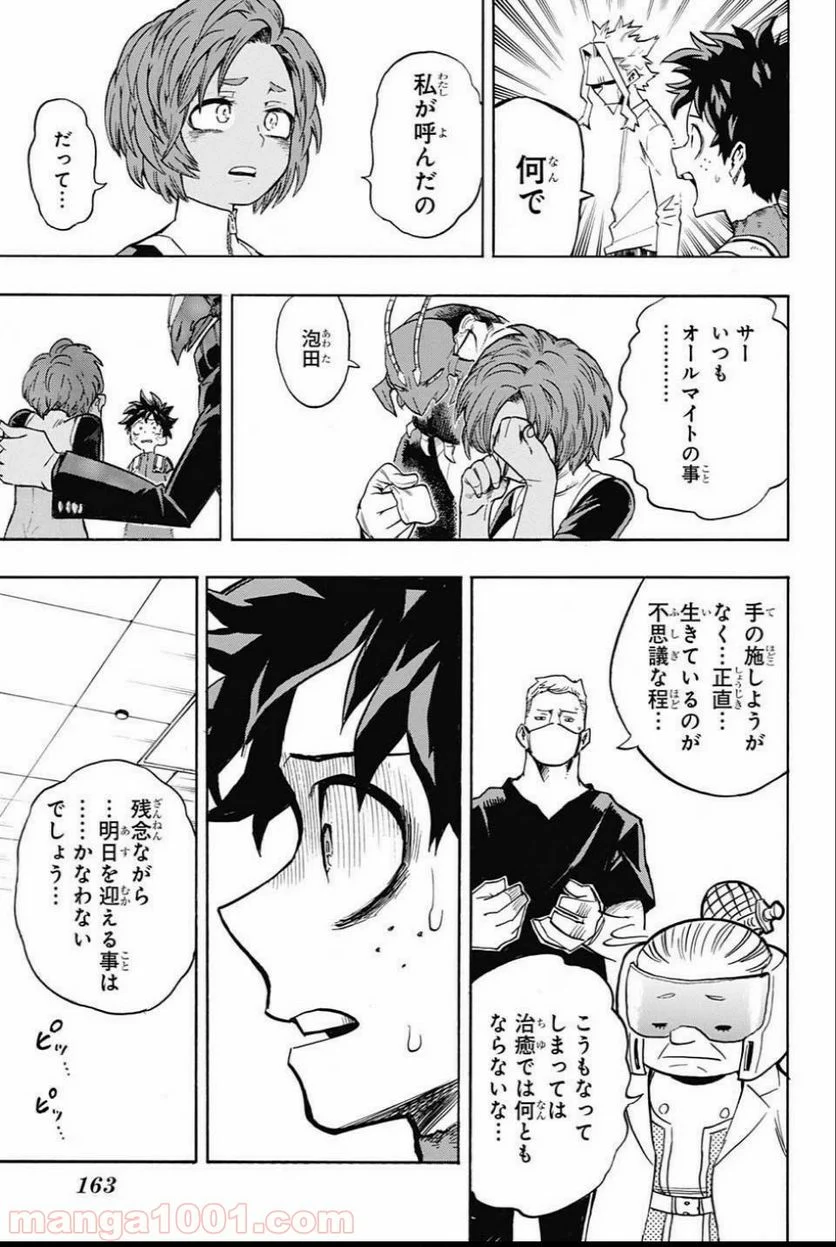 何で
私が呼んだの
だって…
サー
いつも
オールマイトの事
…………
泡田
手の施しようが
なく…正直…
生きているのが
不思議な程…
こうもなって
しまっては
治癒では何とも
ならないな…
残念ながら
…明日を迎える事は
……かなわない
でしょう…
ピッ…
ピッ…
163
manga1001.com